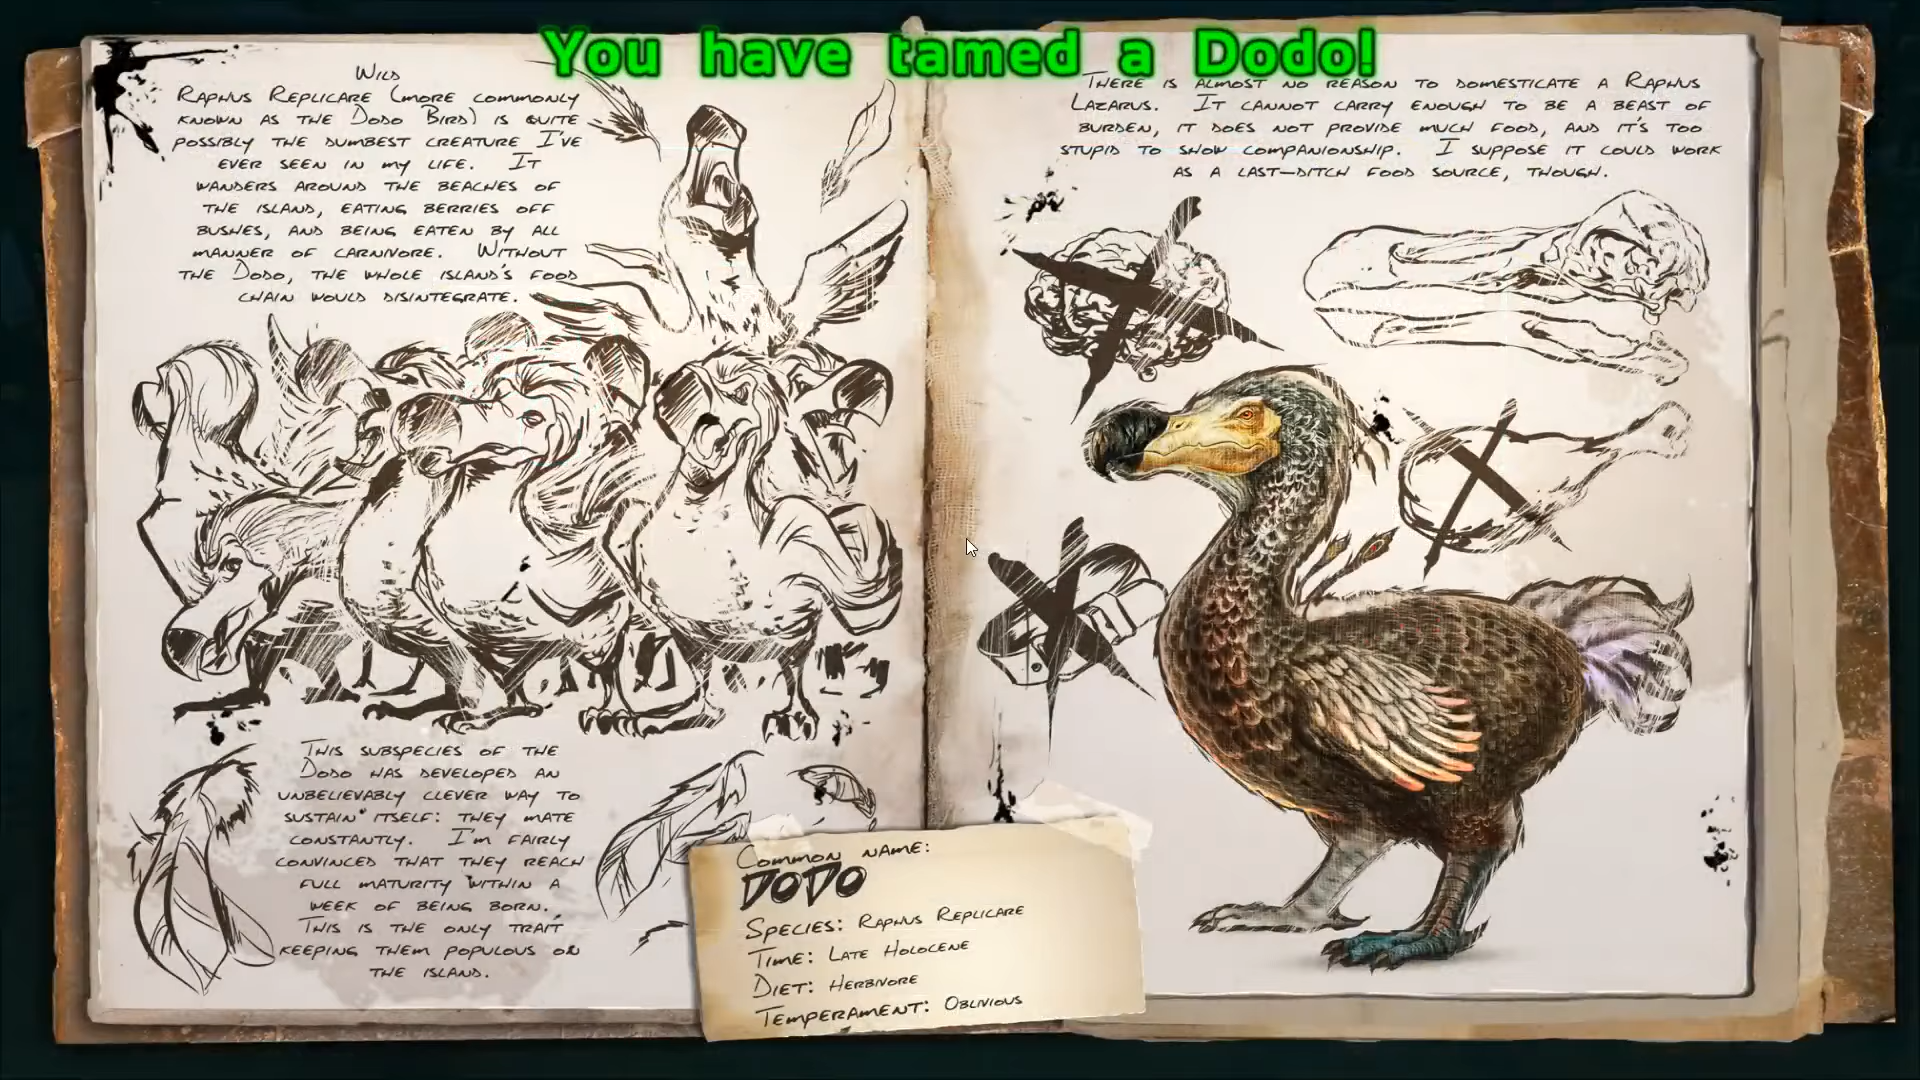 You have tamed a Dodo!
Wild
Raphus Replicare (more commonly
known as the Dodo Bird) is quite
possibly the dumbest creature I've
ever seen in my life. It
wanders around the beaches of
the island, eating berries off
bushes, and being eaten by all
manner of carnivore. Without
the Dodo, the whole island's food
chain would disintegrate.
This subspecies of the
Dodo has developed an
unbelievably clever way to
sustain itself: they mate
constantly. I'm fairly
convinced that they reach
full maturity within a
week of being born.
This is the only trait
keeping them populous on
the island.
There is almost no reason to domesticate a Raphus
Lazarus. It cannot carry enough to be a beast of
burden, it does not provide much food, and it's too
stupid to show companionship. I suppose it could work
as a last-ditch food source, though.
Common name:
DODO
Species: Raphus Replicare
Time: Late Holocene
Diet: Herbivore
Temperament: Oblivious